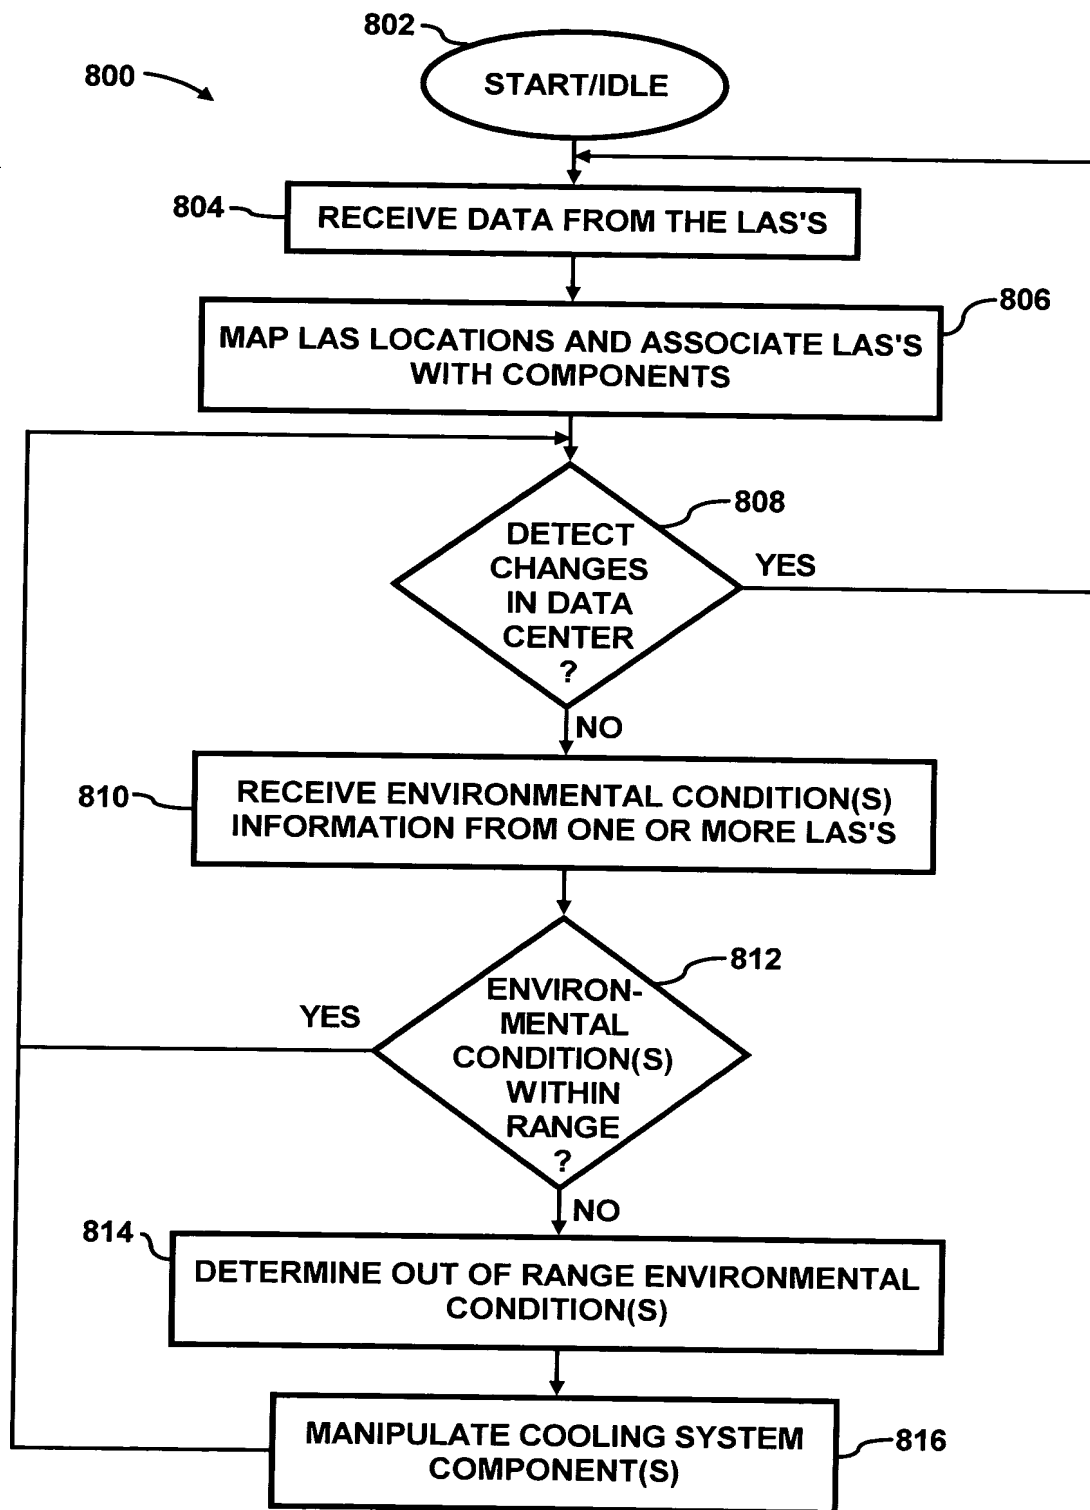 802
800
START/IDLE
804
RECEIVE DATA FROM THE LAS'S
806
MAP LAS LOCATIONS AND ASSOCIATE LAS'S
WITH COMPONENTS
808
DETECT
CHANGES
IN DATA
CENTER
?
YES
NO
810
RECEIVE ENVIRONMENTAL CONDITION(S)
INFORMATION FROM ONE OR MORE LAS'S
812
ENVIRON-
MENTAL
CONDITION(S)
WITHIN
RANGE
?
YES
NO
814
DETERMINE OUT OF RANGE ENVIRONMENTAL
CONDITION(S)
MANIPULATE COOLING SYSTEM
COMPONENT(S)
816